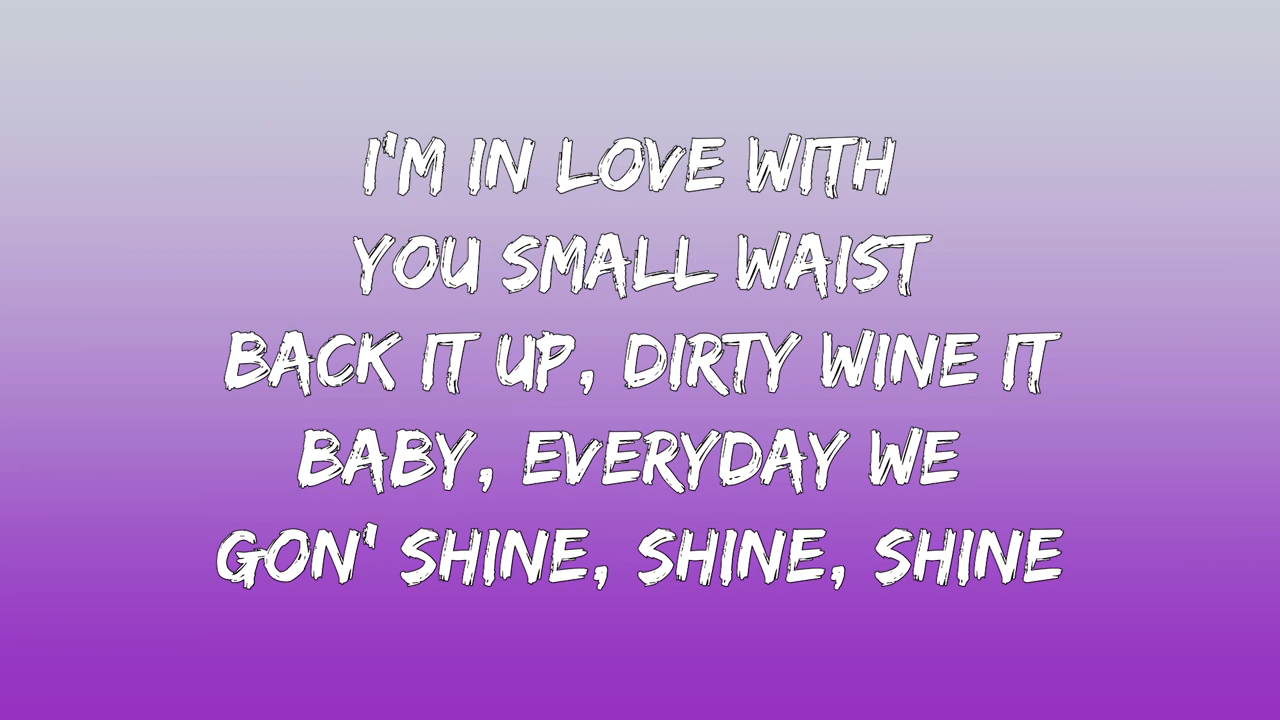 I'M IN LOVE WITH
YOU SMALL WAIST
BACK IT UP, DIRTY WINE IT
BABY, EVERYDAY WE
GON' SHINE, SHINE, SHINE